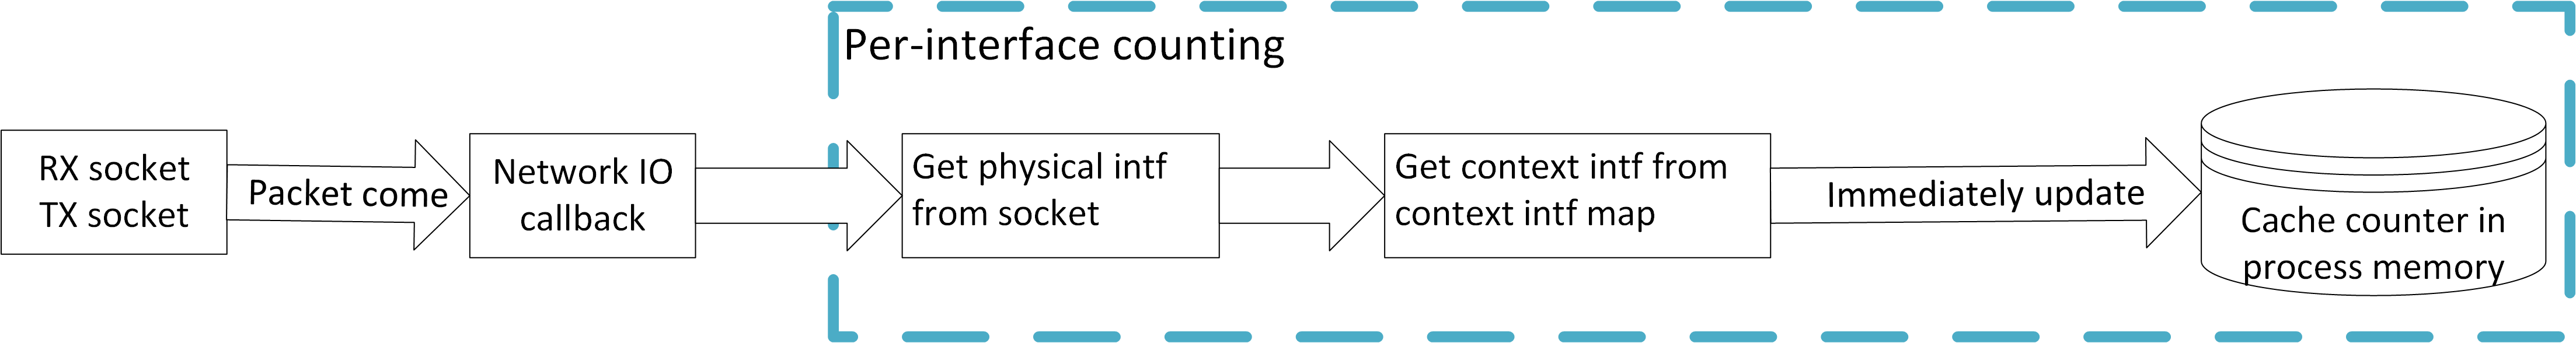 Per-interface counting
RX socket
TX socket
Packet come
Network IO
callback
Get physical intf
from socket
Get context intf from
context intf map
Immediately update
Cache counter in
process memory